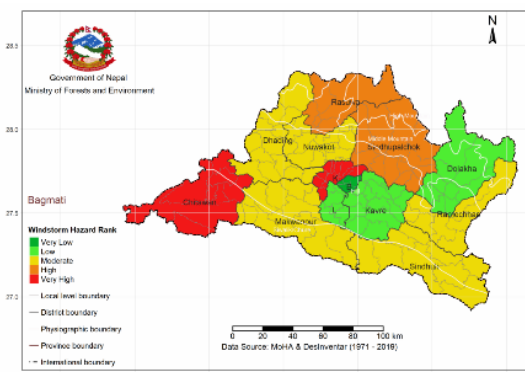 N
28.5
28.0
27.5
27.0
Government of Nepal
Ministry of Forests and Environment
Rasuwa
Dhading
Nuwakot
Middle Mountain
Sindhupalchok
Dolakha
Chitawan
K
B
L
Kavre
Makwanpur
Ramechhap
Sindhuli
Bagmati
Windstorm Hazard Rank
Very Low
Low
Moderate
High
Very High
Local level boundary
District boundary
Physiographic boundary
Province boundary
International boundary
0 20 40 60 80 100 km
Data Source: MoHA & DesInventar (1971 - 2019)